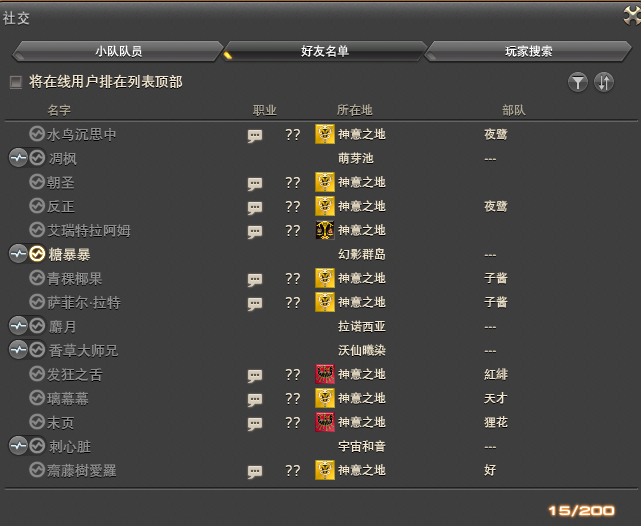 社交
小队队员 好友名单 玩家搜索
将在线用户排在列表顶部
名字 职业 所在地 部队
水鸟沉思中 ?? 神意之地 夜鹭
凋枫 萌芽池 ---
朝圣 ?? 神意之地
反正 ?? 神意之地 夜鹭
艾瑞特拉阿姆 ?? 神意之地
糖暴暴 幻影群岛 ---
青稞椰果 ?? 神意之地 子酱
萨菲尔·拉特 ?? 神意之地 子酱
麝月 拉诺西亚 ---
香草大师兄 沃仙曦染 ---
发狂之舌 ?? 神意之地 紅緋
璃慕幕 ?? 神意之地 天才
末页 ?? 神意之地 狸花
刺心脏 宇宙和音 ---
齋藤樹愛羅 ?? 神意之地 好
15/200